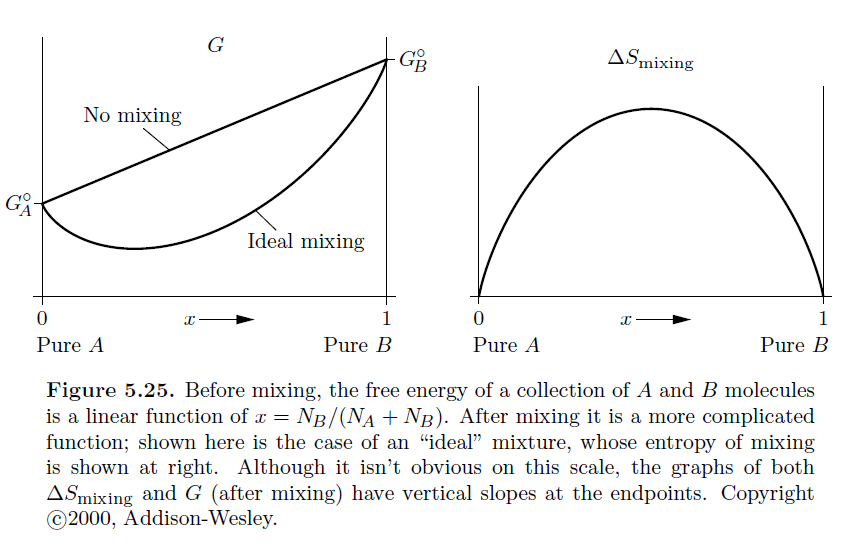 G
ΔS_mixing
G°_B
No mixing
G°_A
Ideal mixing
0
x
1
0
x
1
Pure A
Pure B
Pure A
Pure B
Figure 5.25. Before mixing, the free energy of a collection of A and B molecules
is a linear function of x = N_B/(N_A + N_B). After mixing it is a more complicated
function; shown here is the case of an “ideal” mixture, whose entropy of mixing
is shown at right. Although it isn’t obvious on this scale, the graphs of both
ΔS_mixing and G (after mixing) have vertical slopes at the endpoints. Copyright
©2000, Addison-Wesley.